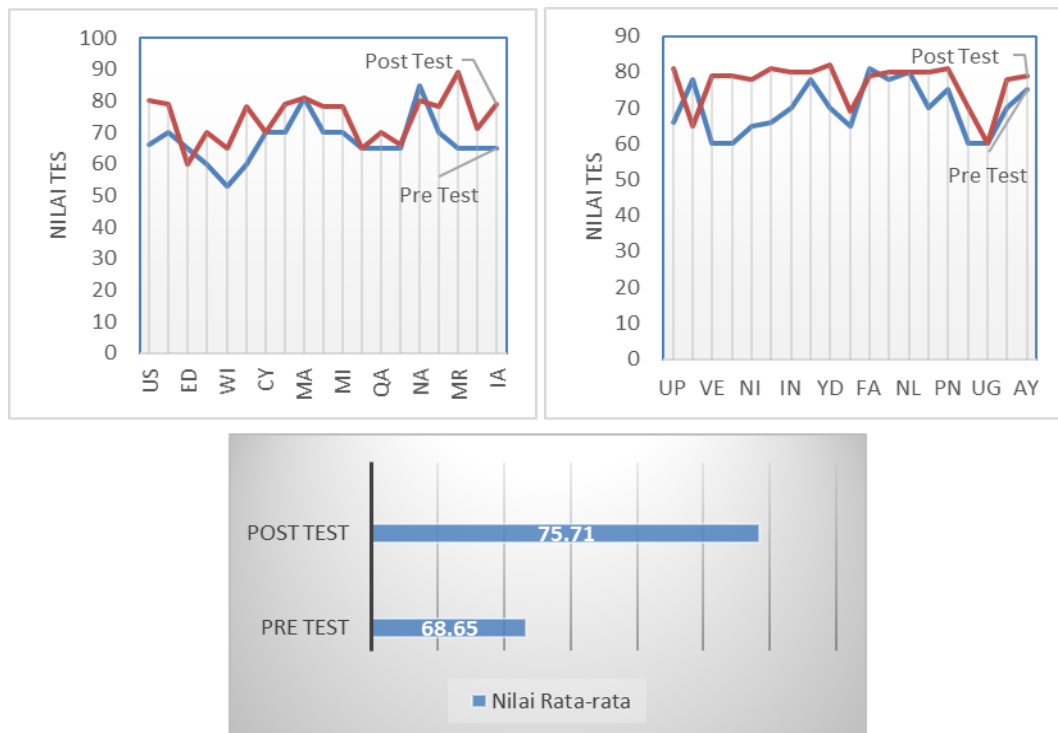 NILAI TES
100
90
80
70
60
50
40
30
20
10
0
Post Test
Pre Test
US ED WI CY MA MI QA NA MR IA
NILAI TES
90
80
70
60
50
40
30
20
10
0
Post Test
Pre Test
UP VE NI IN YD FA NL PN UG AY
POST TEST 75.71
PRE TEST 68.65
Nilai Rata-rata